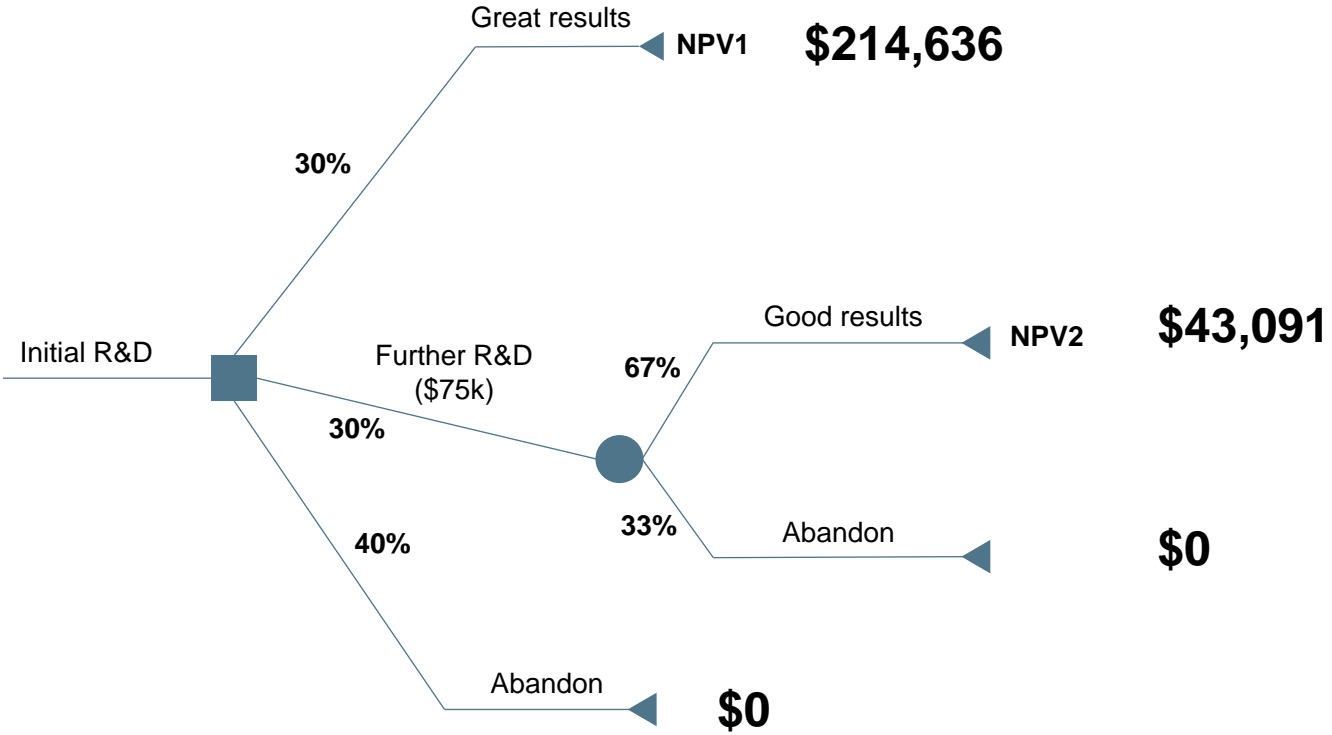 Great results
NPV1 $214,636
30%
Good results
NPV2 $43,091
Initial R&D
Further R&D
($75k)
67%
30%
33%
Abandon
$0
40%
Abandon
$0